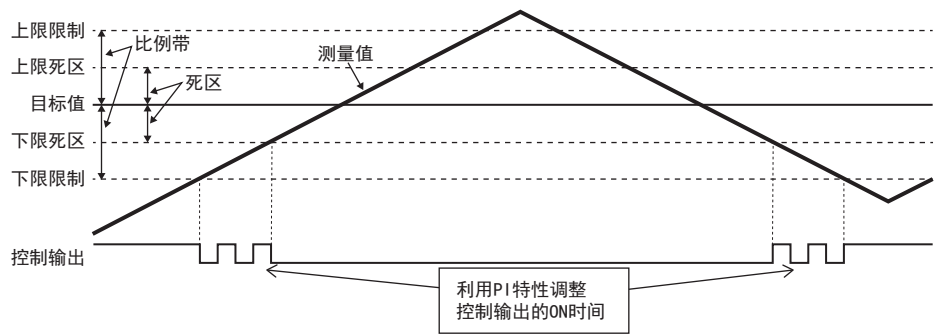 上限限制
比例带
上限死区
测量值
死区
目标值
下限死区
下限限制
控制输出
利用PI特性调整
控制输出的ON时间